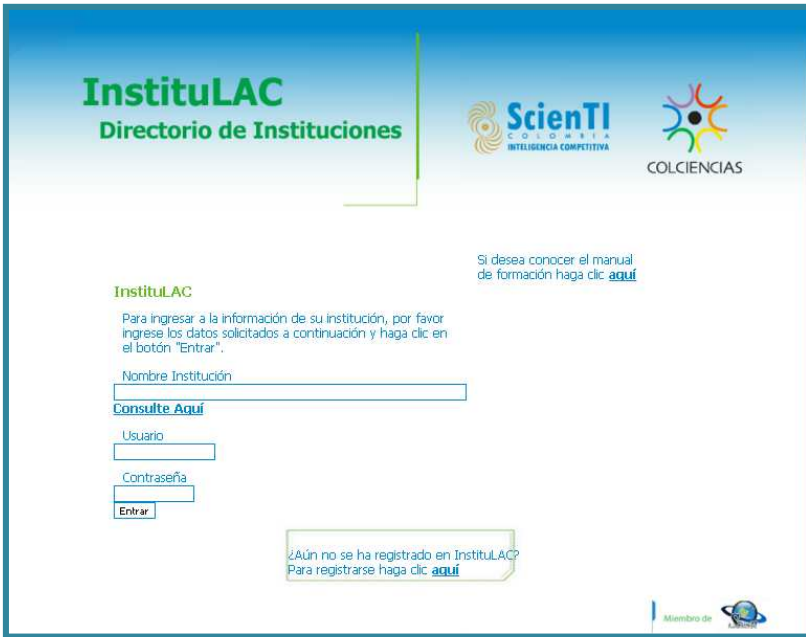 InstituLAC
Directorio de Instituciones
ScienTI
COLOMBIA
INTELIGENCIA COMPETITIVA
COLCIENCIAS
Si desea conocer el manual
de formación haga clic aquí
InstituLAC
Para ingresar a la información de su institución, por favor
ingrese los datos solicitados a continuación y haga clic en
el botón "Entrar".
Nombre Institución
Consulte Aquí
Usuario
Contraseña
Entrar
¿Aún no se ha registrado en InstituLAC?
Para registrarse haga clic aquí
Miembro de